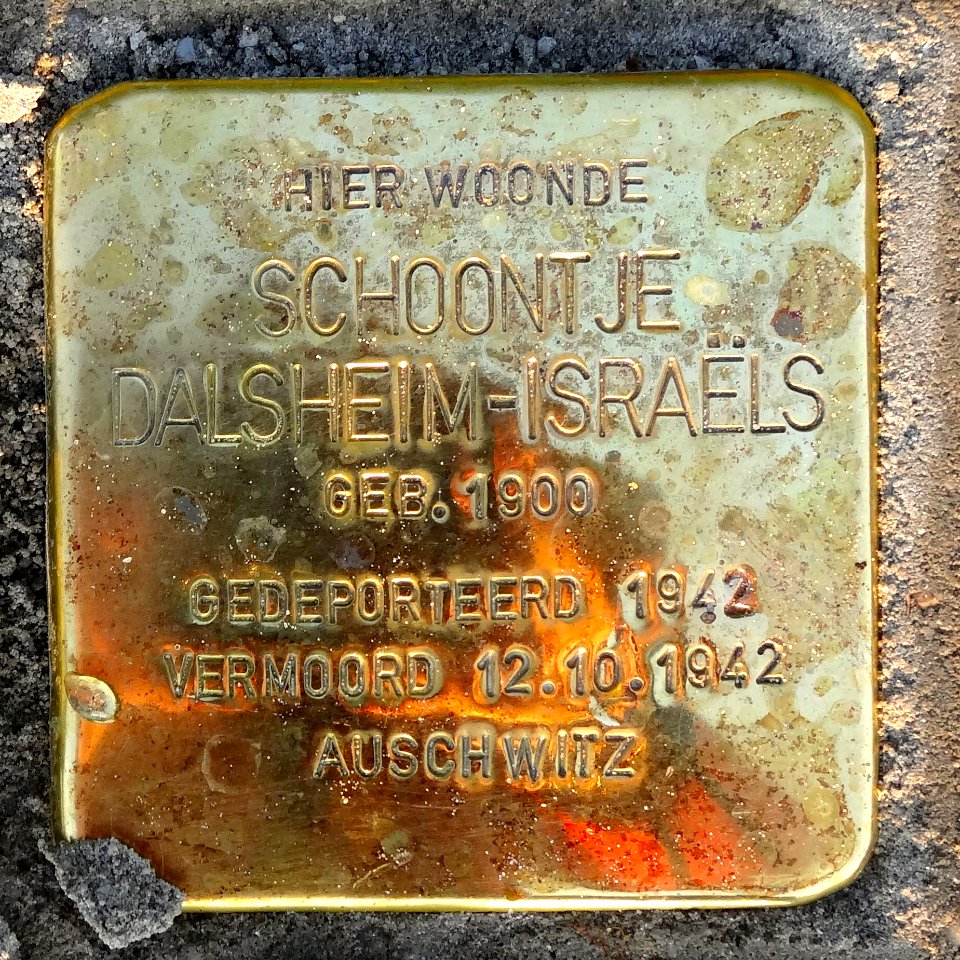 HIER WOONDE
SCHOONTJE
DALSHEIM-ISRAËLS
GEB. 1900
GEDEPORTEERD 1942
VERMOORD 12.10.1942
AUSCHWITZ